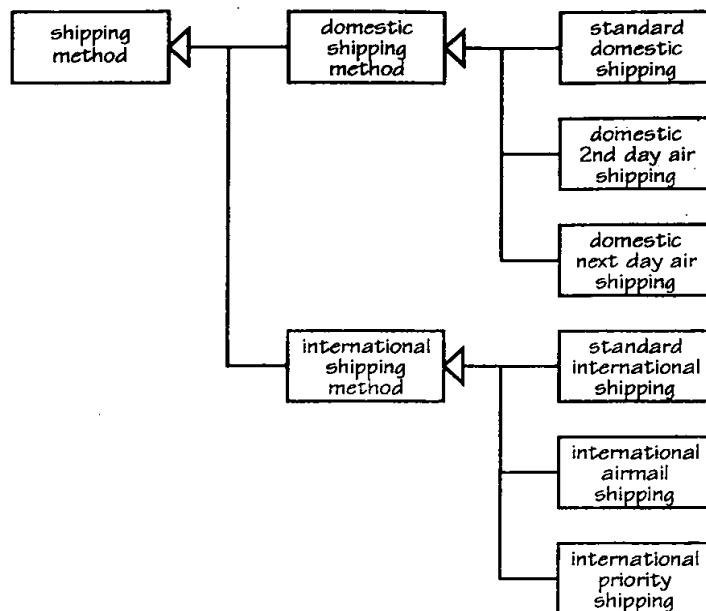 shipping
method
domestic
shipping
method
standard
domestic
shipping
domestic
2nd day air
shipping
domestic
next day air
shipping
international
shipping
method
standard
international
shipping
international
airmail
shipping
international
priority
shipping